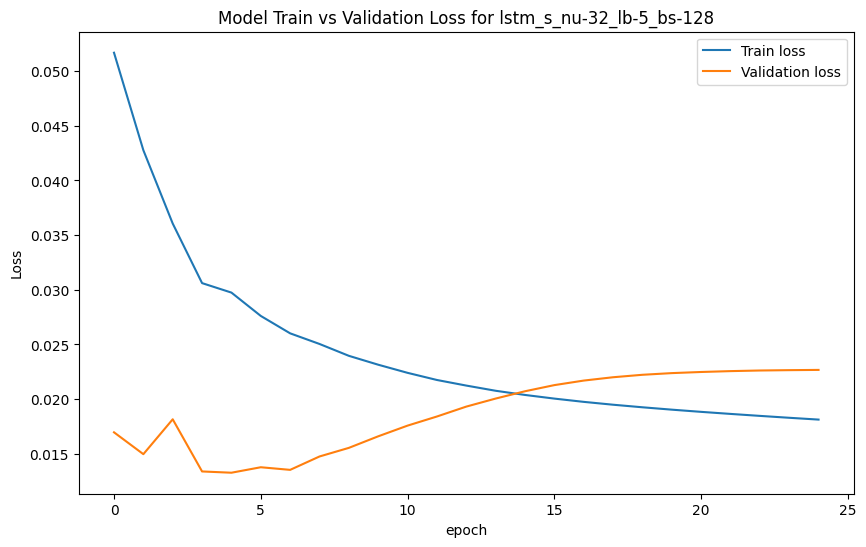 Model Train vs Validation Loss for lstm_s_nu-32_lb-5_bs-128
Train loss
Validation loss
0.050
0.045
0.040
0.035
0.030
0.025
0.020
0.015
Loss
0 5 10 15 20 25
epoch